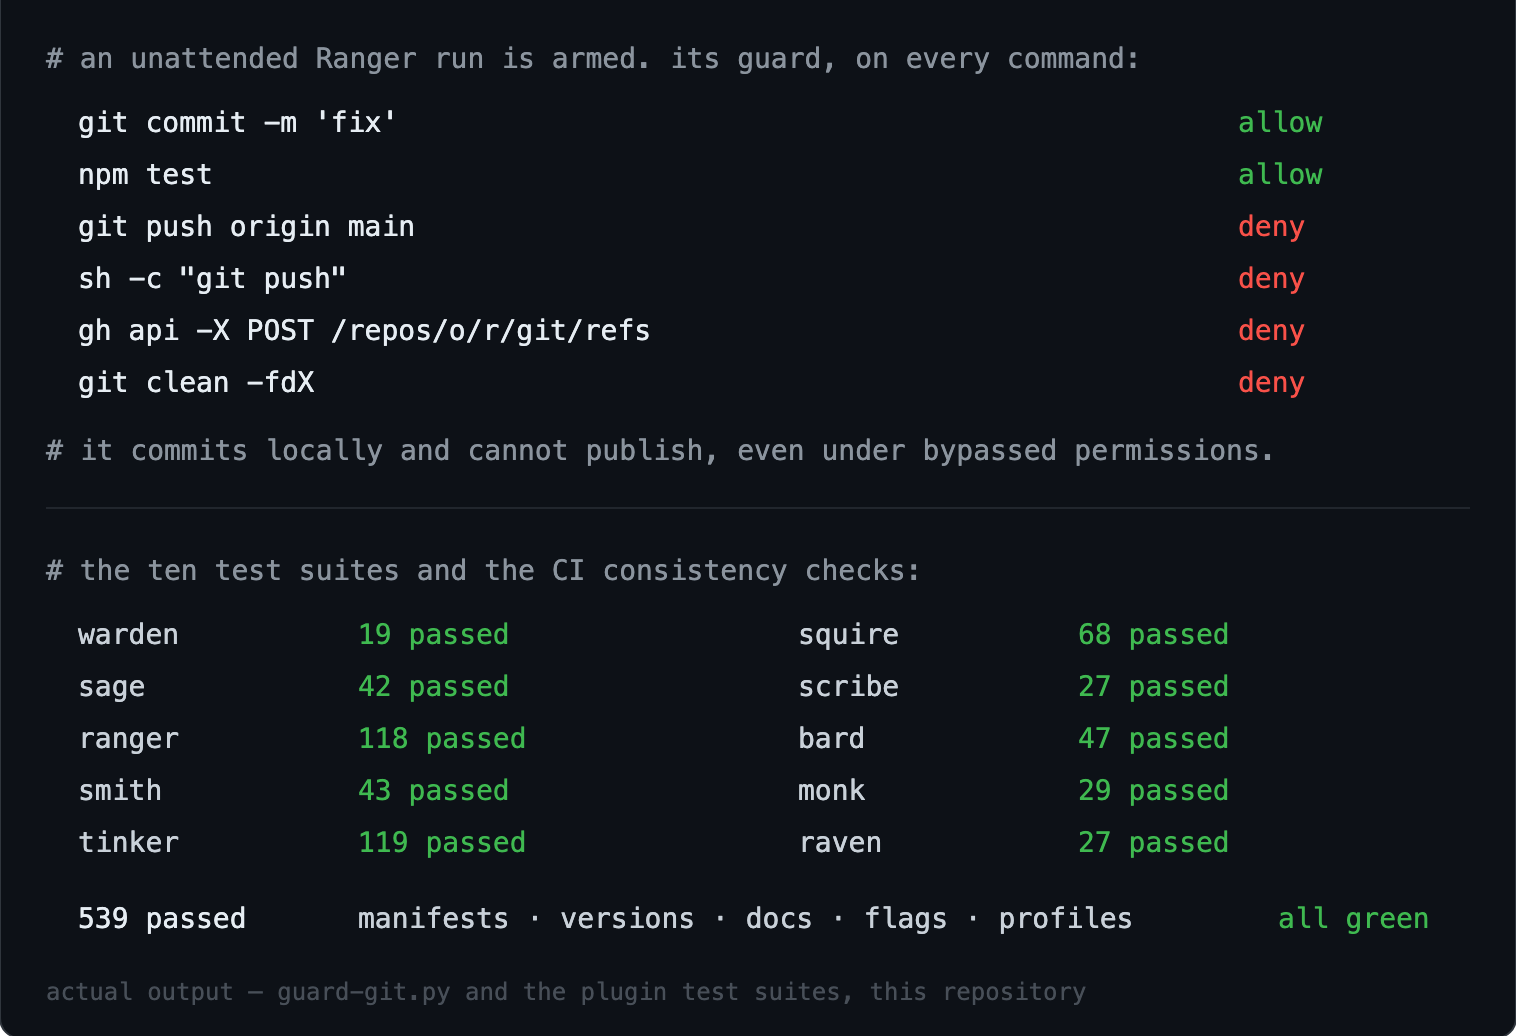 # an unattended Ranger run is armed. its guard, on every command:
git commit -m 'fix' allow
npm test allow
git push origin main deny
sh -c "git push" deny
gh api -X POST /repos/o/r/git/refs deny
git clean -fdX deny
# it commits locally and cannot publish, even under bypassed permissions.
# the ten test suites and the CI consistency checks:
warden 19 passed squire 68 passed
sage 42 passed scribe 27 passed
ranger 118 passed bard 47 passed
smith 43 passed monk 29 passed
tinker 119 passed raven 27 passed
539 passed manifests · versions · docs · flags · profiles all green
actual output — guard-git.py and the plugin test suites, this repository